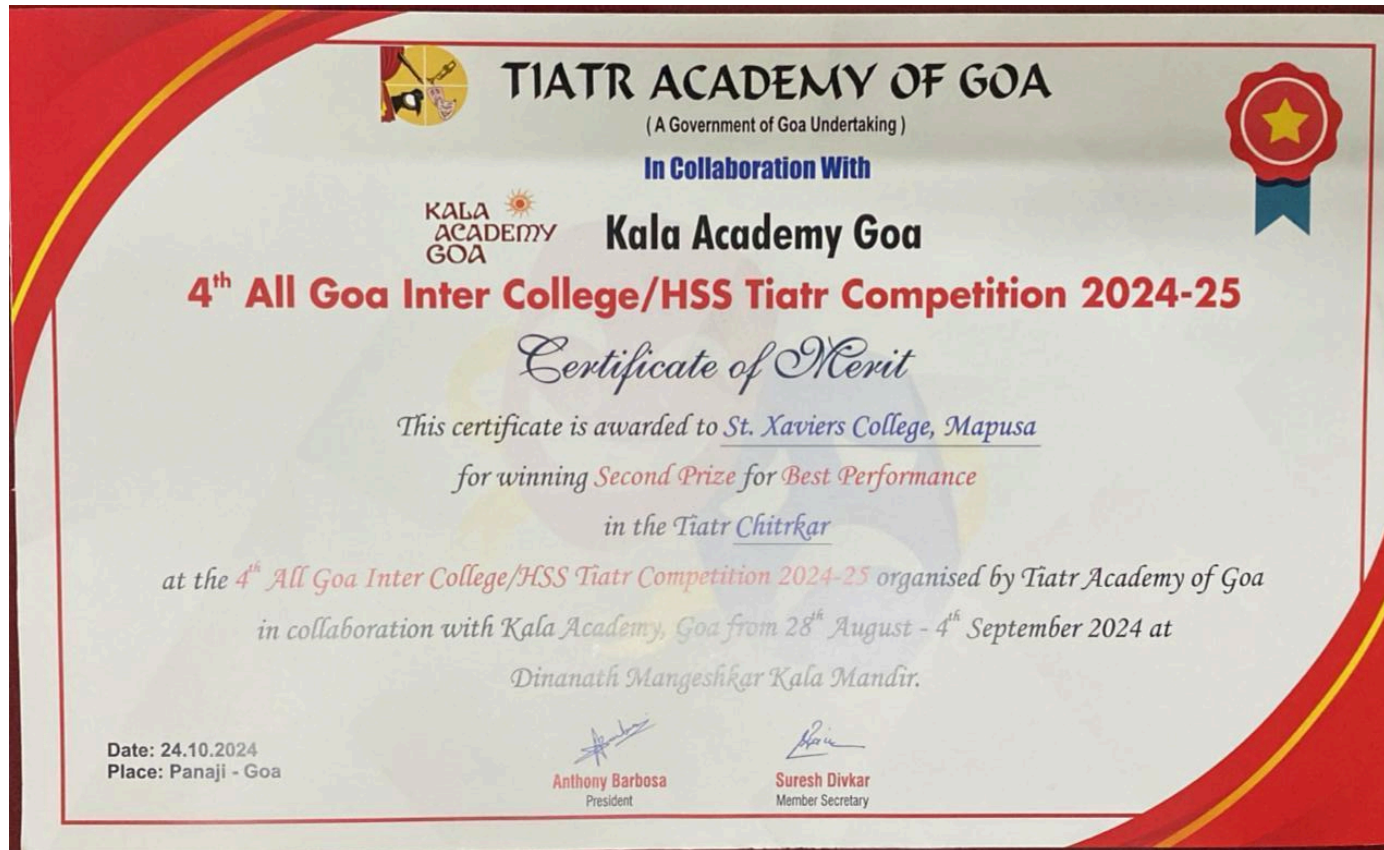 TIATR ACADEMY OF GOA
( A Government of Goa Undertaking )
In Collaboration With
KALA
ACADEMY
GOA
Kala Academy Goa
4th All Goa Inter College/HSS Tiatr Competition 2024-25
Certificate of Merit
This certificate is awarded to St. Xaviers College, Mapusa
for winning Second Prize for Best Performance
in the Tiatr Chitrkar
at the 4th All Goa Inter College/HSS Tiatr Competition 2024-25 organised by Tiatr Academy of Goa
in collaboration with Kala Academy, Goa from 28th August - 4th September 2024 at
Dinanath Mangeshkar Kala Mandir.
Date: 24.10.2024
Place: Panaji - Goa
Anthony Barbosa
President
Suresh Divkar
Member Secretary